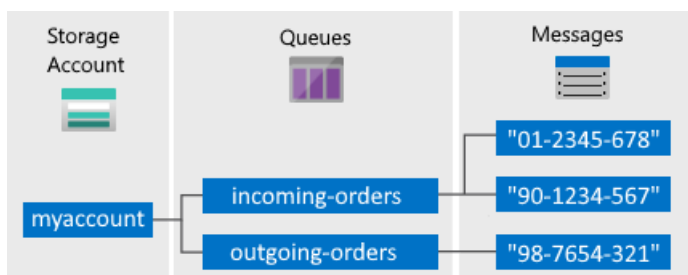 Storage
Account
Queues
Messages
"01-2345-678"
incoming-orders
"90-1234-567"
myaccount
outgoing-orders
"98-7654-321"